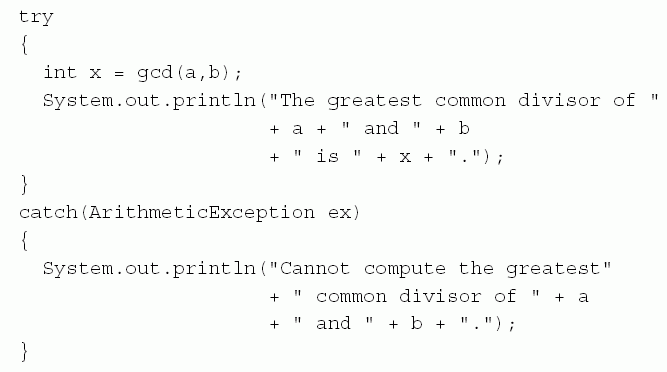 try
{
  int x = gcd(a,b);
  System.out.println("The greatest common divisor of "
                     + a + " and " + b
                     + " is " + x + ".");
}
catch(ArithmeticException ex)
{
  System.out.println("Cannot compute the greatest"
                     + " common divisor of " + a
                     + " and " + b + ".");
}